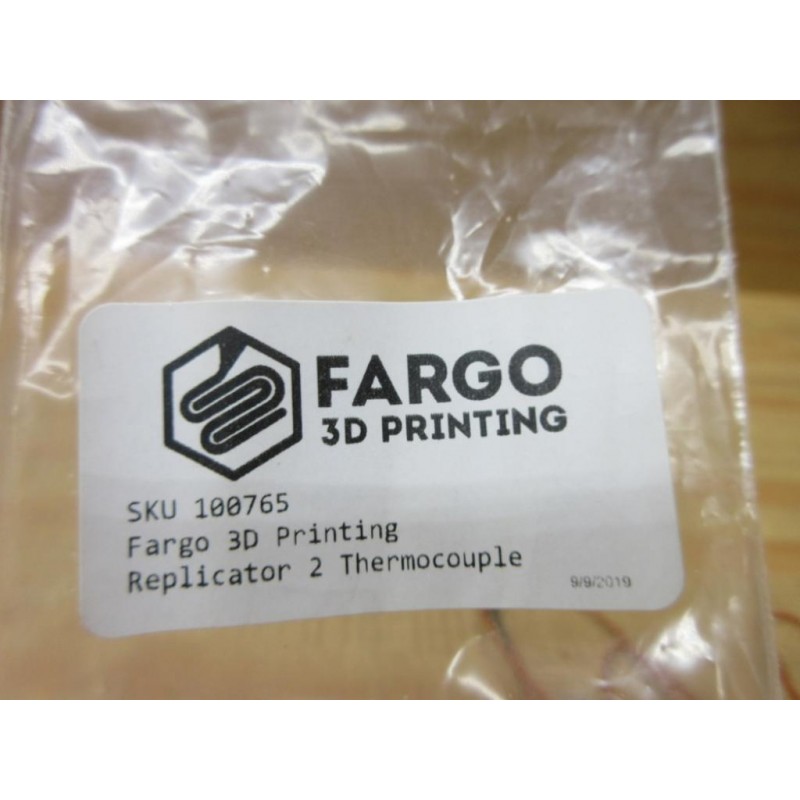 FARGO
3D PRINTING
SKU 100765
Fargo 3D Printing
Replicator 2 Thermocouple
9/9/2019